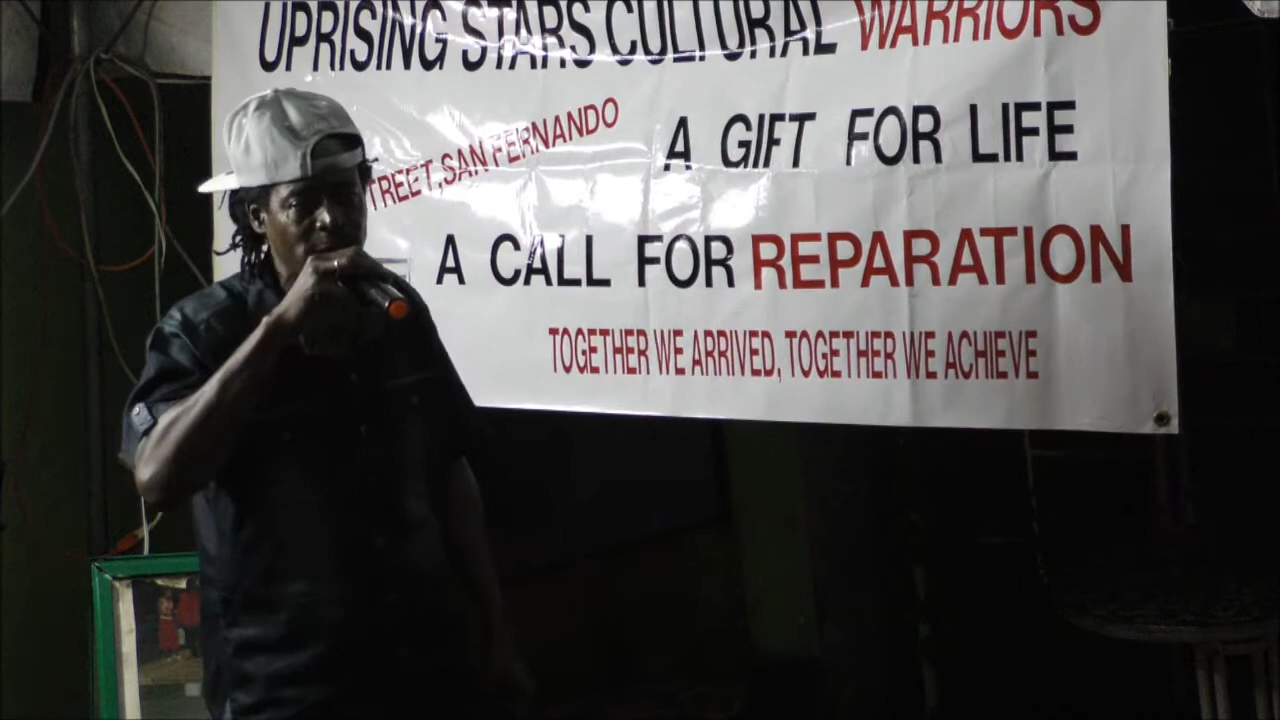 UPRISING STARS CULTURAL WARRIORS
TREET, SAN FERNANDO
A GIFT FOR LIFE
A CALL FOR REPARATION
TOGETHER WE ARRIVED, TOGETHER WE ACHIEVE